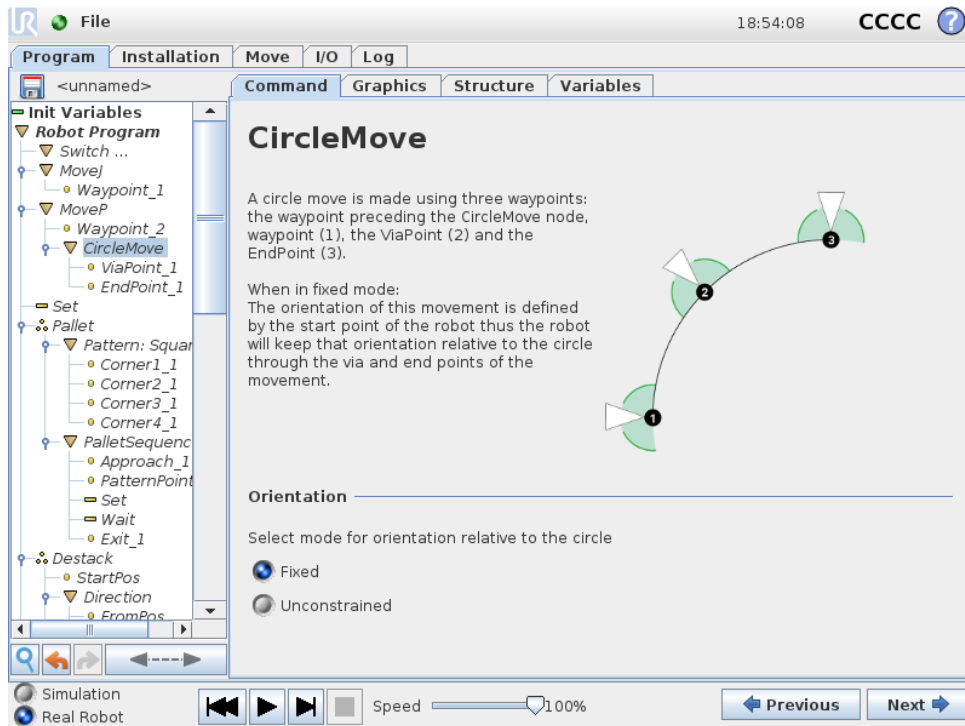 UR File 18:54:08 CCCC ?
Program Installation Move I/O Log
<unnamed> Command Graphics Structure Variables
Init Variables
Robot Program
Switch ...
MoveJ
Waypoint_1
MoveP
Waypoint_2
CircleMove
ViaPoint_1
EndPoint_1
Set
Pallet
Pattern: Squar
Corner1_1
Corner2_1
Corner3_1
Corner4_1
PalletSequenc
Approach_1
PatternPoint
Set
Wait
Exit_1
Destack
StartPos
Direction
FromPos
CircleMove
A circle move is made using three waypoints:
the waypoint preceding the CircleMove node,
waypoint (1), the ViaPoint (2) and the
EndPoint (3).
When in fixed mode:
The orientation of this movement is defined
by the start point of the robot thus the robot
will keep that orientation relative to the circle
through the via and end points of the
movement.
3
2
1
Orientation
Select mode for orientation relative to the circle
Fixed
Unconstrained
Simulation
Real Robot
Speed 100%
Previous Next